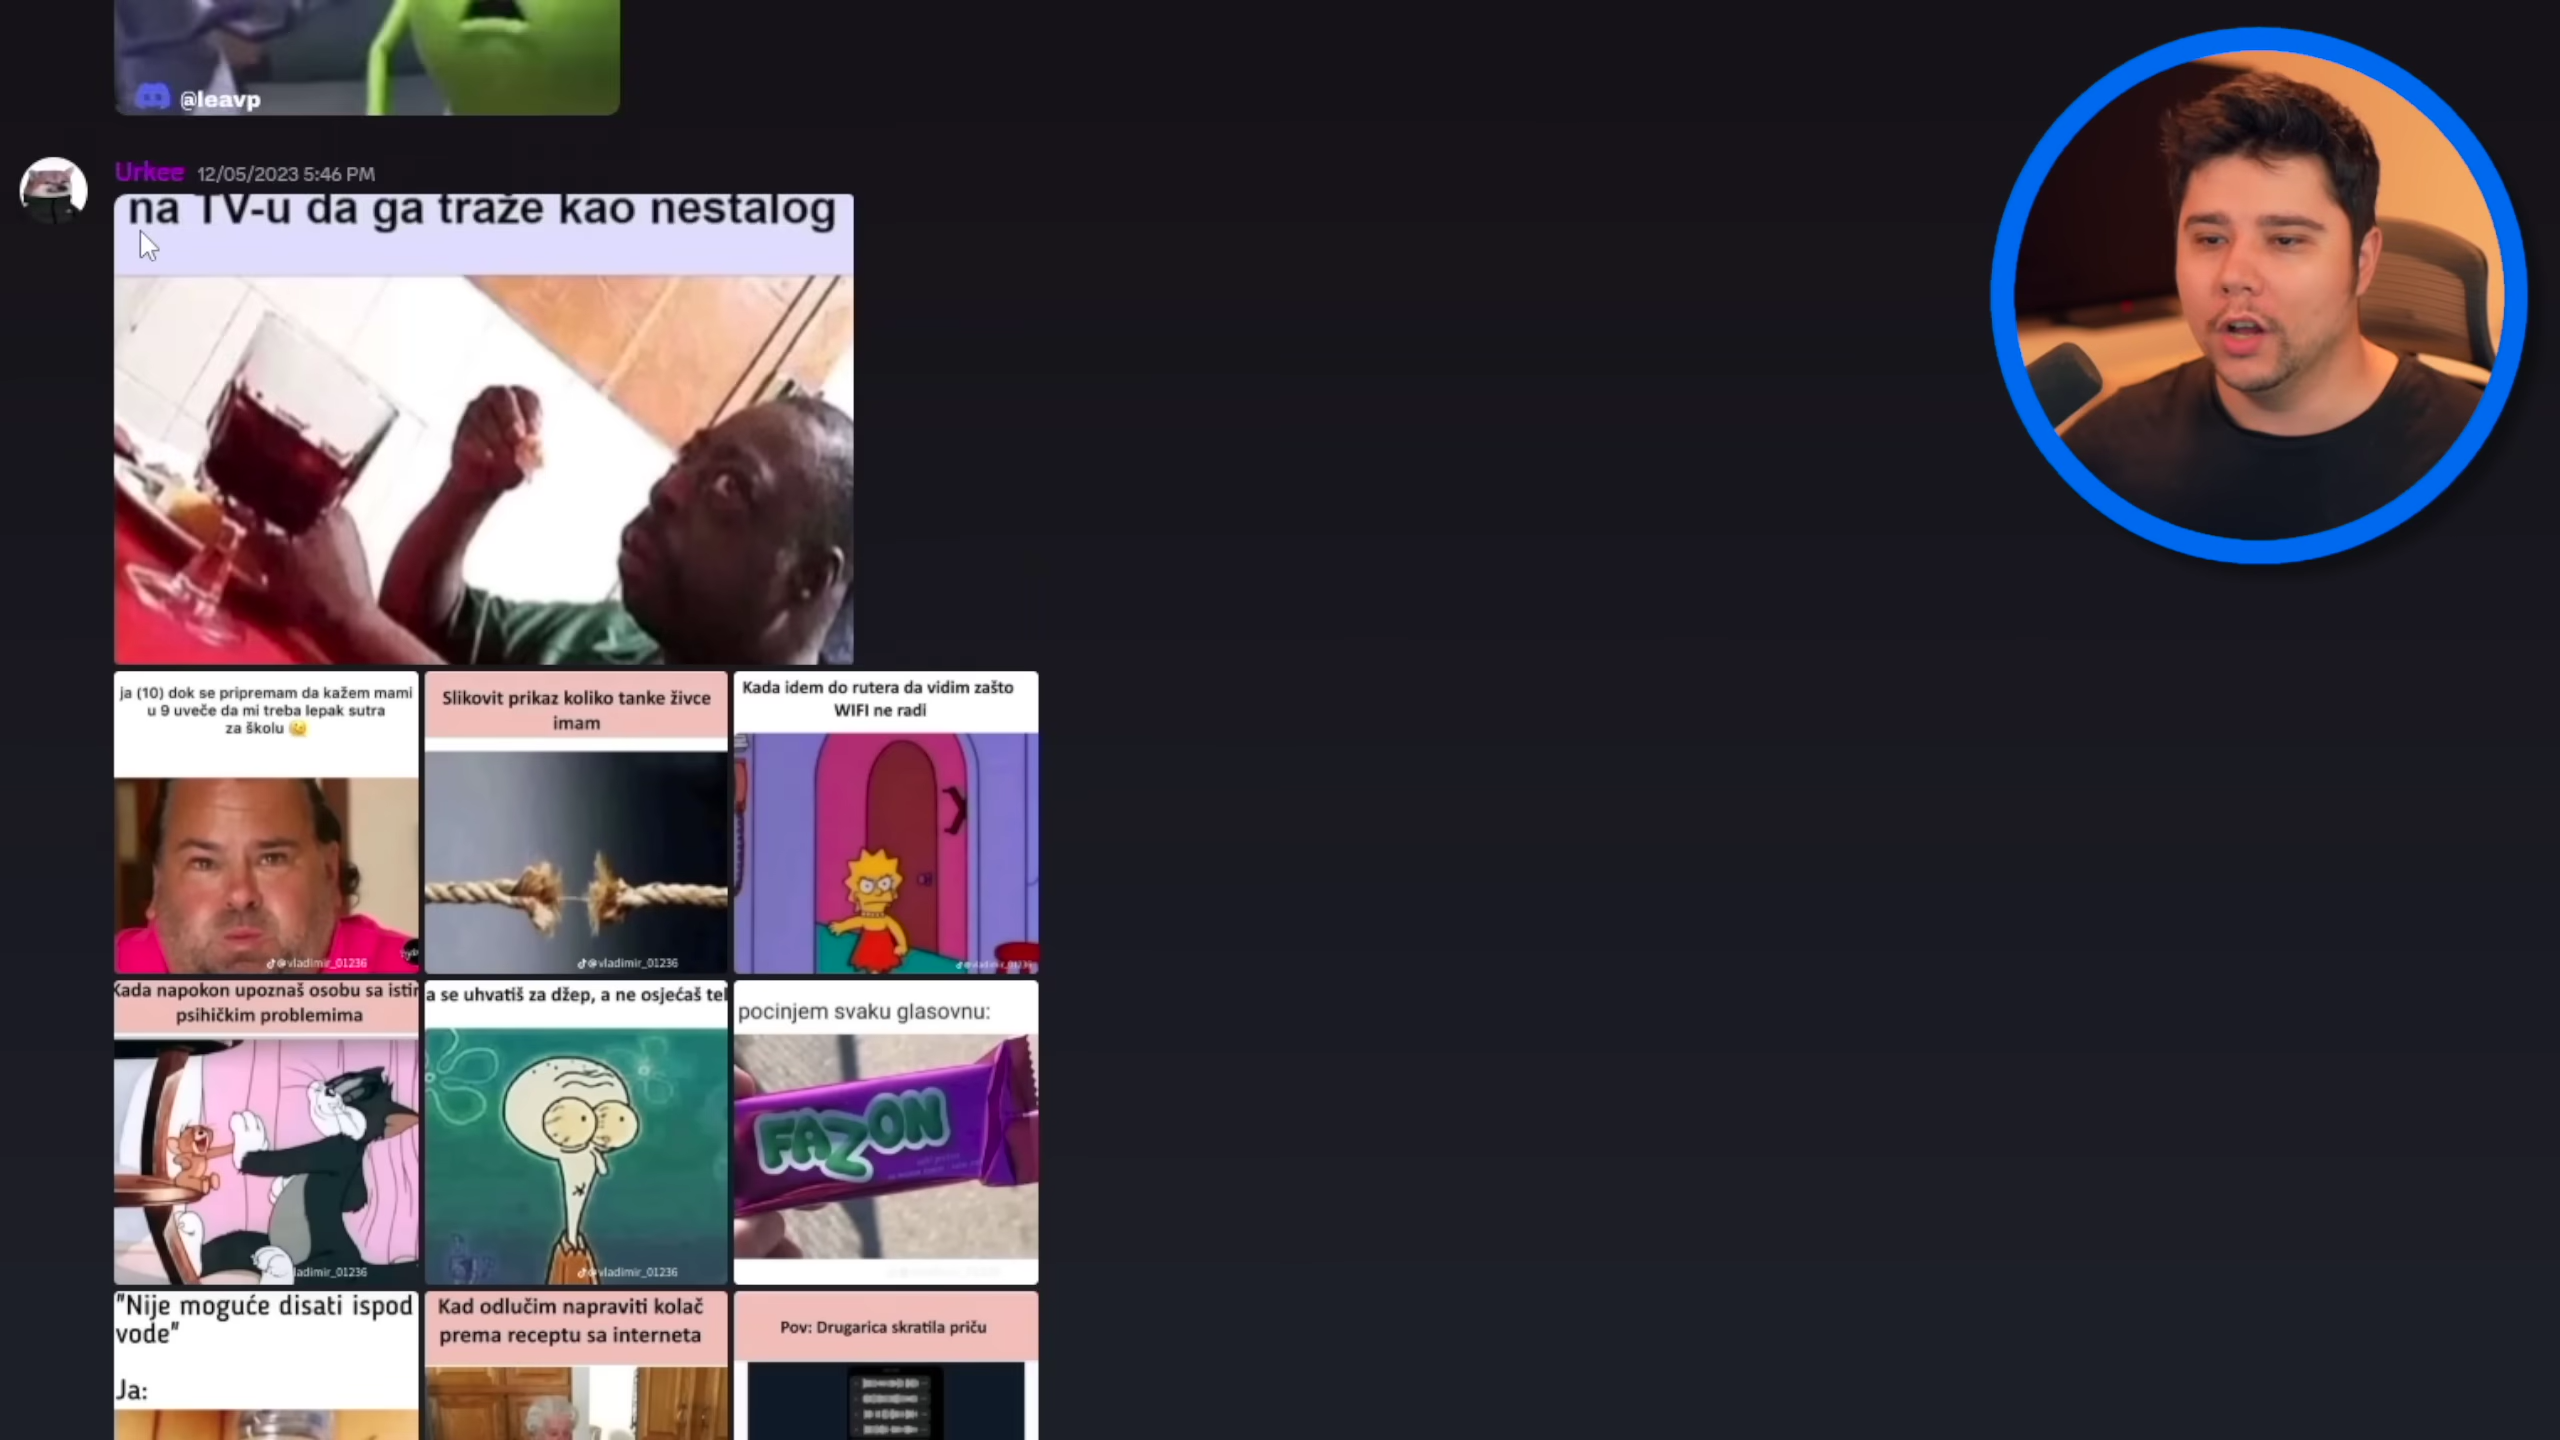 @leavp
Urkee 12/05/2023 5:46 PM
na TV-u da ga traže kao nestalog
ja (10) dok se pripremam da kažem mami
u 9 uveče da mi treba lepak sutra
za školu
@vladimir_01236
Slikovit prikaz koliko tanke živce
imam
@vladimir_01236
Kada idem do rutera da vidim zašto
WIFI ne radi
@vladimir_01236
Kada napokon upoznaš osobu sa istim
psihičkim problemima
ladimir_01236
a se uhvatiš za džep, a ne osjećaš tel
@vladimir_01236
pocinjem svaku glasovnu:
FAZON
"Nije moguće disati ispod
vode"
Ja:
Kad odlučim napraviti kolač
prema receptu sa interneta
Pov: Drugarica skratila priču